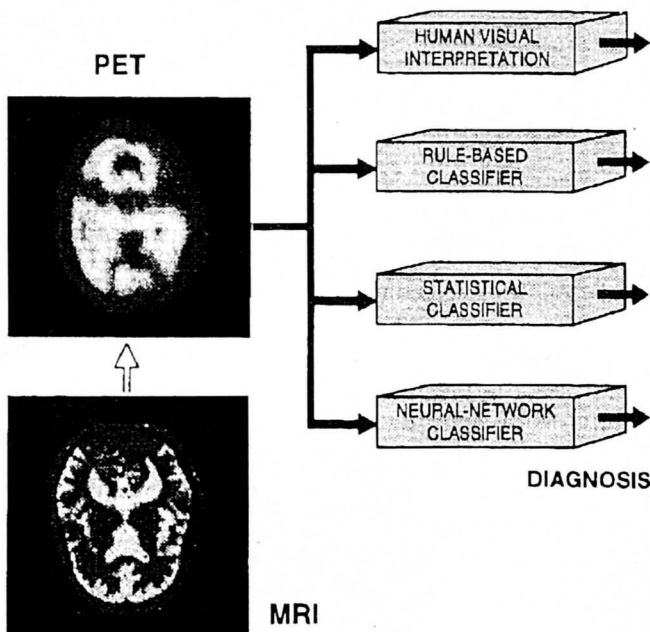 PET
HUMAN VISUAL
INTERPRETATION
RULE-BASED
CLASSIFIER
STATISTICAL
CLASSIFIER
NEURAL-NETWORK
CLASSIFIER
DIAGNOSIS
MRI